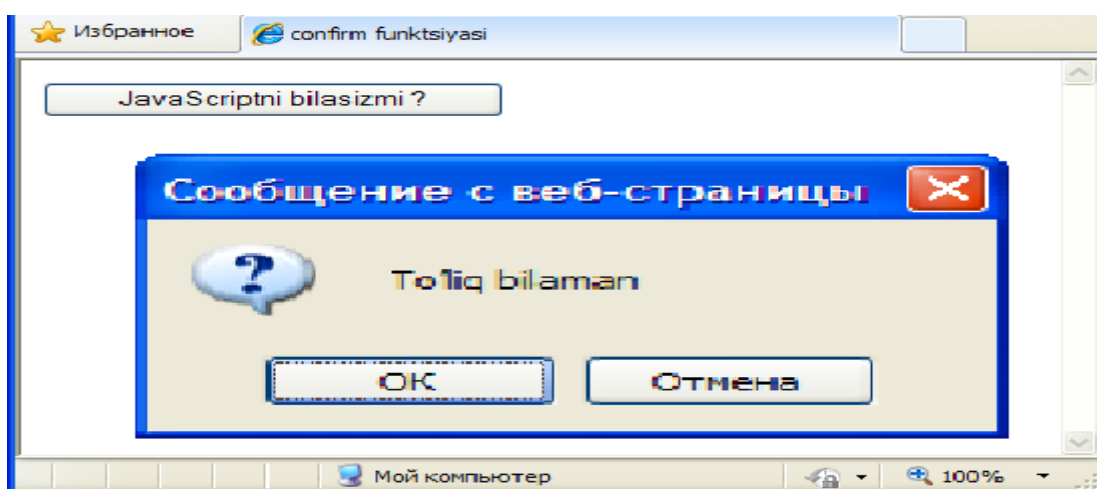 Избранное confirm funktsiyasi
JavaScriptni bilasizmi ?
Сообщение с веб-страницы
To'liq bilaman
OK Отмена
Мой компьютер 100%